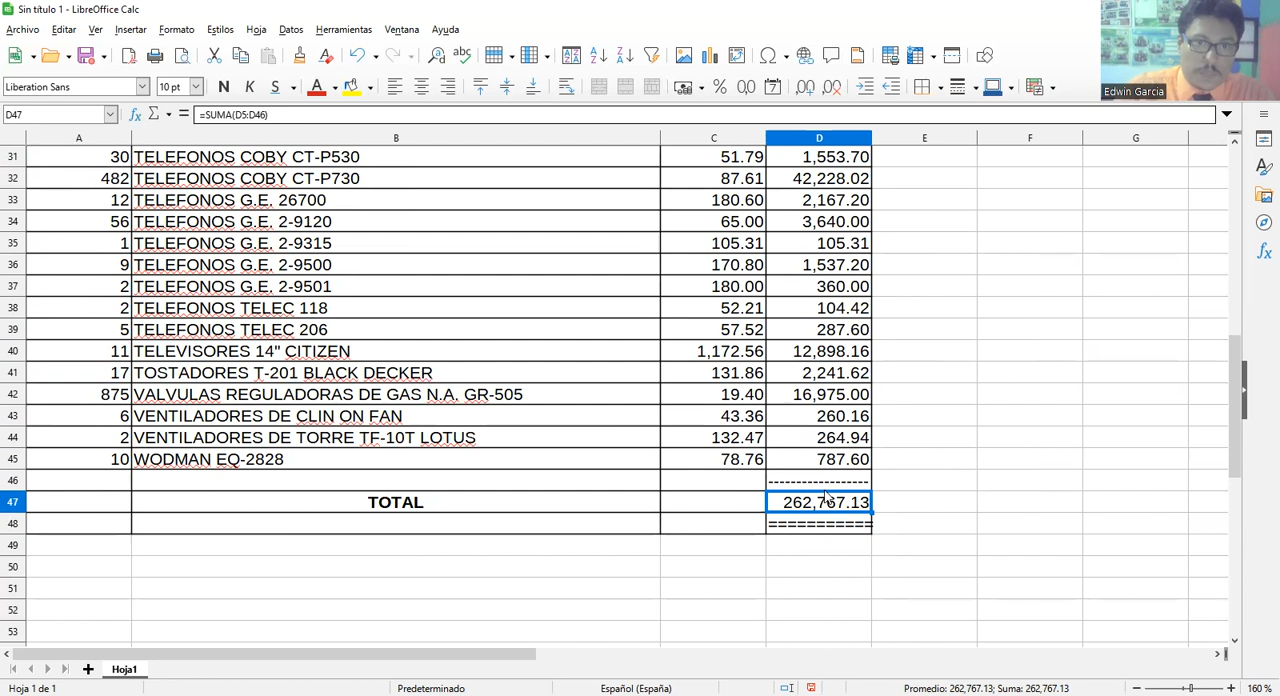 Sin título 1 - LibreOffice Calc
Archivo Editar Ver Insertar Formato Estilos Hoja Datos Herramientas Ventana Ayuda
Liberation Sans 10 pt N K S
D47 =SUMA(D5:D46)
Edwin Garcia
A B C D E F G
31 30 TELEFONOS COBY CT-P530 51.79 1,553.70
32 482 TELEFONOS COBY CT-P730 87.61 42,228.02
33 12 TELEFONOS G.E. 26700 180.60 2,167.20
34 56 TELEFONOS G.E. 2-9120 65.00 3,640.00
35 1 TELEFONOS G.E. 2-9315 105.31 105.31
36 9 TELEFONOS G.E. 2-9500 170.80 1,537.20
37 2 TELEFONOS G.E. 2-9501 180.00 360.00
38 2 TELEFONOS TELEC 118 52.21 104.42
39 5 TELEFONOS TELEC 206 57.52 287.60
40 11 TELEVISORES 14" CITIZEN 1,172.56 12,898.16
41 17 TOSTADORES T-201 BLACK DECKER 131.86 2,241.62
42 875 VALVULAS REGULADORAS DE GAS N.A. GR-505 19.40 16,975.00
43 6 VENTILADORES DE CLIN ON FAN 43.36 260.16
44 2 VENTILADORES DE TORRE TF-10T LOTUS 132.47 264.94
45 10 WODMAN EQ-2828 78.76 787.60
46 ------------------
47 TOTAL 262,767.13
48 ===========
49
50
51
52
53
Hoja1
Hoja 1 de 1 Predeterminado Español (España) Promedio: 262,767.13; Suma: 262,767.13 160 %